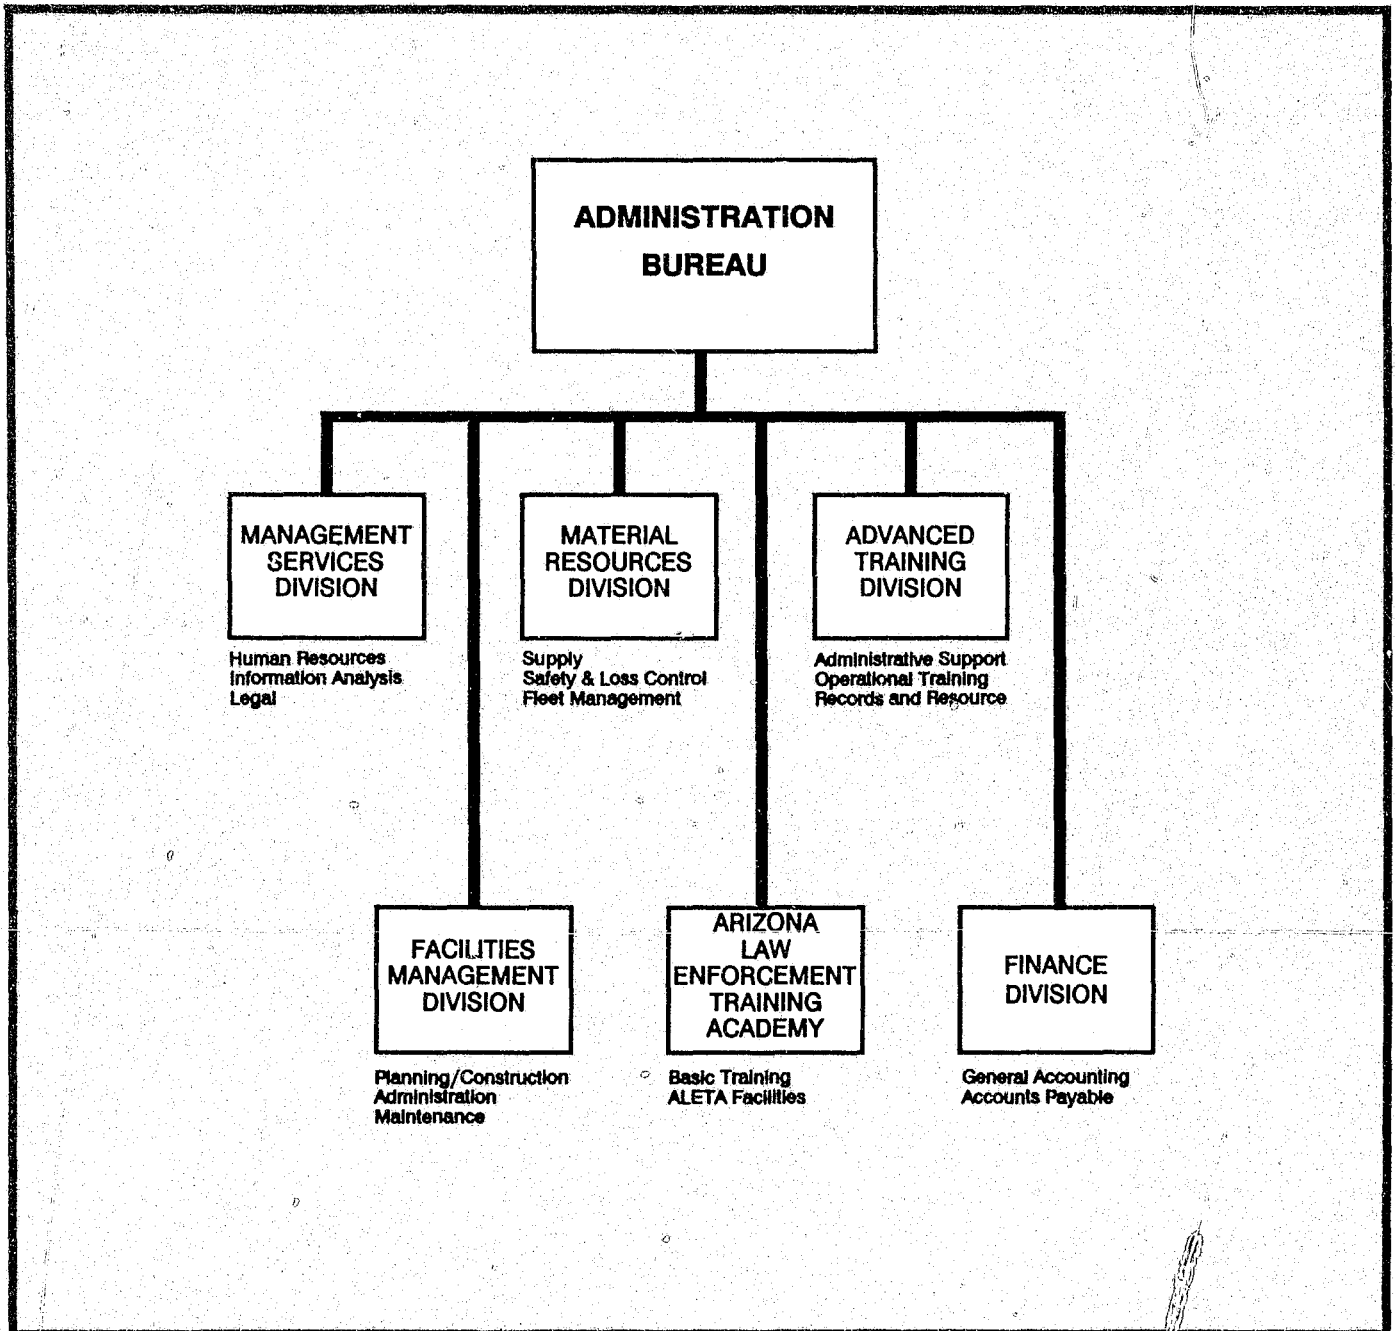 ADMINISTRATION
BUREAU
MANAGEMENT
SERVICES
DIVISION
Human Resources
Information Analysis
Legal
MATERIAL
RESOURCES
DIVISION
Supply
Safety & Loss Control
Fleet Management
ADVANCED
TRAINING
DIVISION
Administrative Support
Operational Training
Records and Resource
FACILITIES
MANAGEMENT
DIVISION
Planning/Construction
Administration
Maintenance
ARIZONA
LAW
ENFORCEMENT
TRAINING
ACADEMY
Basic Training
ALETA Facilities
FINANCE
DIVISION
General Accounting
Accounts Payable